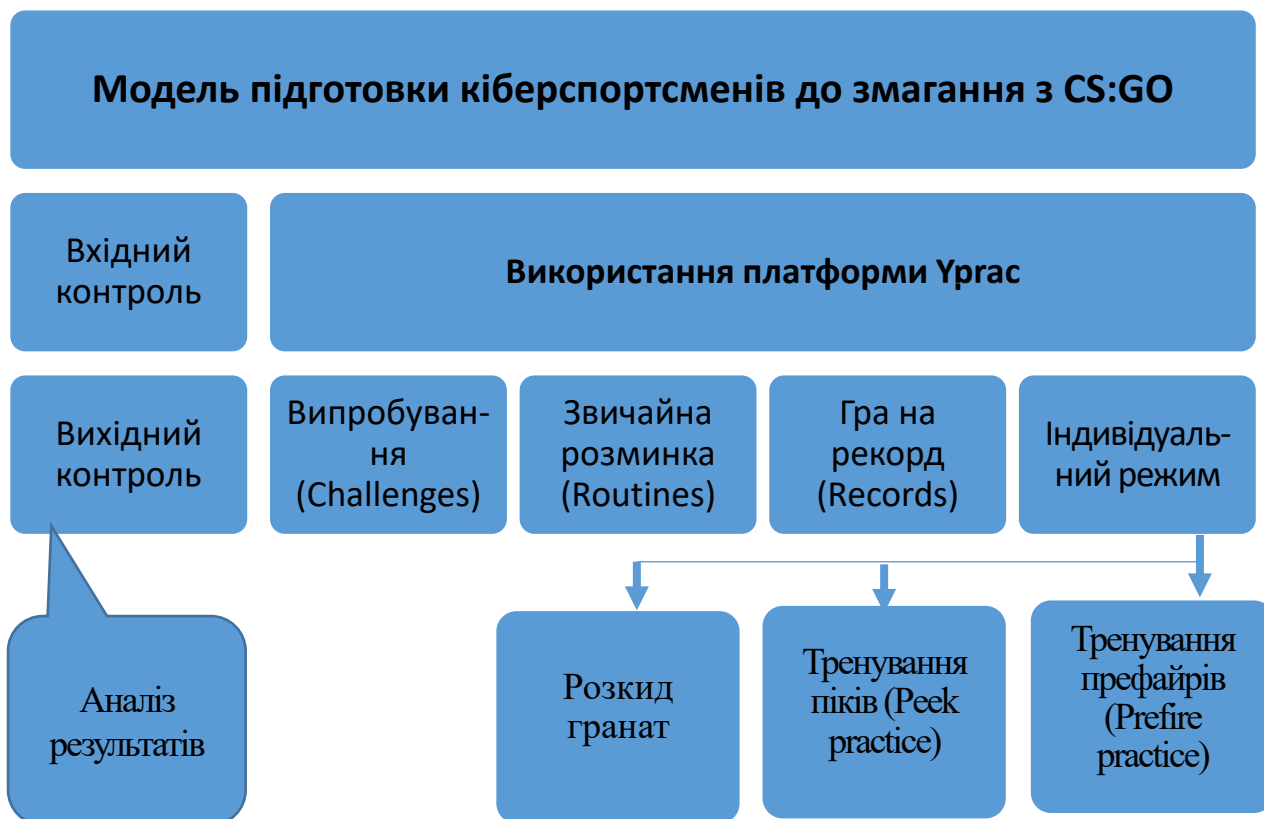 Модель підготовки кіберспортсменів до змагання з CS:GO
Вхідний
контроль
Використання платформи Yprac
Вихідний
контроль
Випробуван-
ня
(Challenges)
Звичайна
розминка
(Routines)
Гра на
рекорд
(Records)
Індивідуаль-
ний режим
Аналіз
результатів
Розкид
гранат
Тренування
піків (Peek
practice)
Тренування
префайрів
(Prefire
practice)